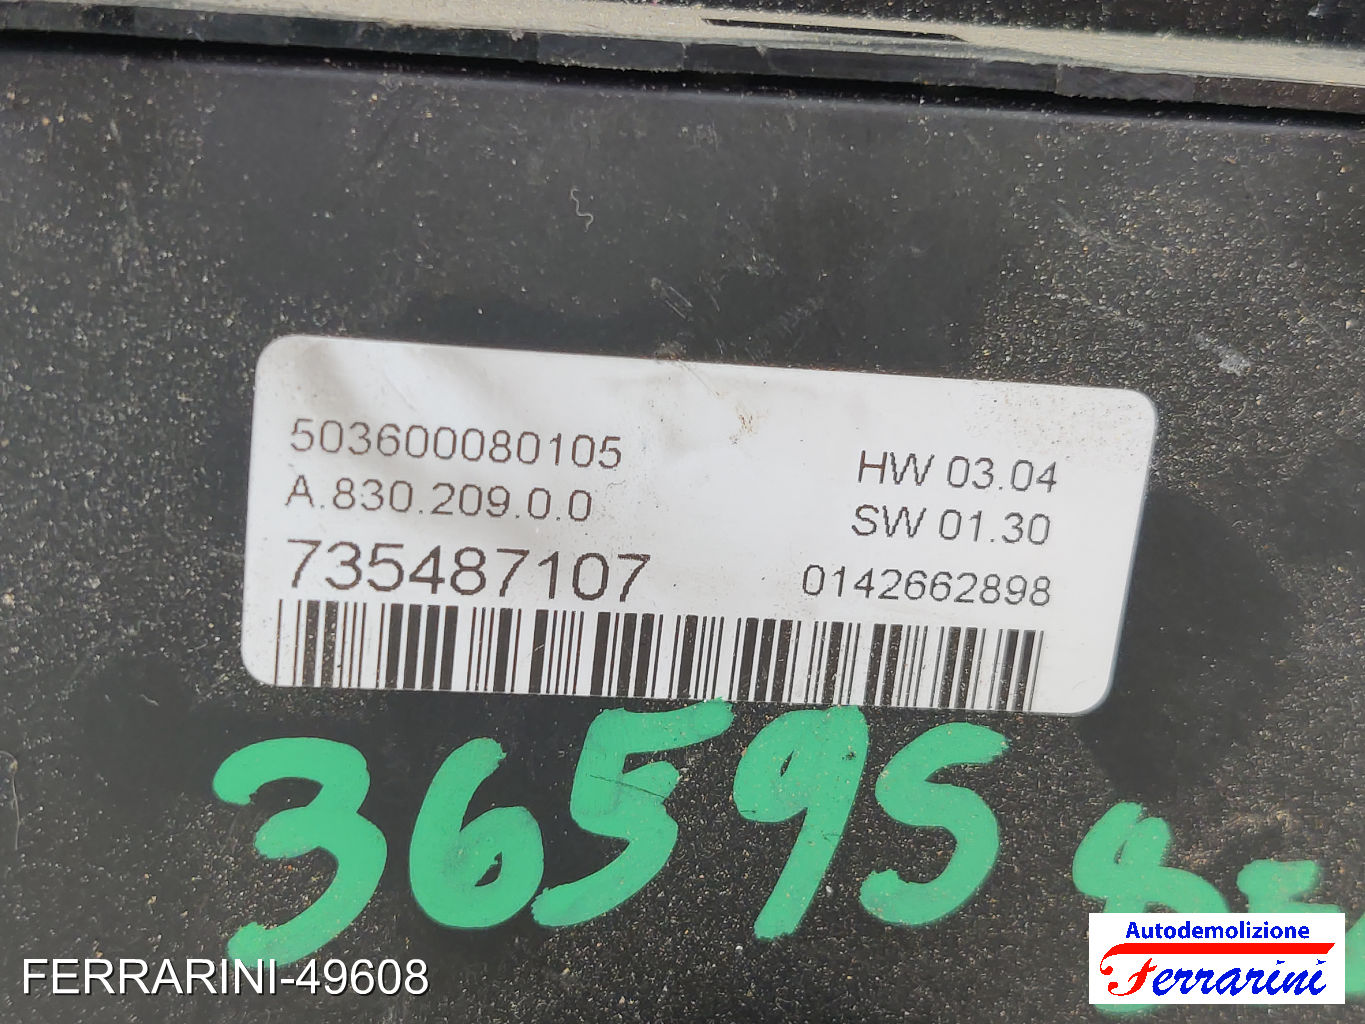 503600080105
A.830.209.0.0
735487107
HW 03.04
SW 01.30
0142662898
36595
FERRARINI-49608
Autodemolizione
Ferrarini